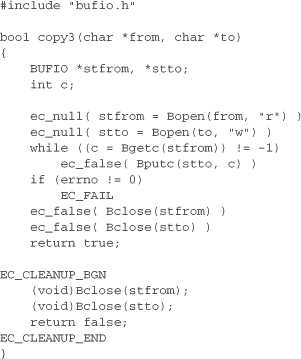 #include "bufio.h"

bool copy3(char *from, char *to)
{
    BUFIO *stfrom, *stto;
    int c;

    ec_null( stfrom = Bopen(from, "r") )
    ec_null( stto = Bopen(to, "w") )
    while ((c = Bgetc(stfrom)) != -1)
        ec_false( Bputc(stto, c) )
    if (errno != 0)
        EC_FAIL
    ec_false( Bclose(stfrom) )
    ec_false( Bclose(stto) )
    return true;

EC_CLEANUP_BGN
    (void)Bclose(stfrom);
    (void)Bclose(stto);
    return false;
EC_CLEANUP_END
}